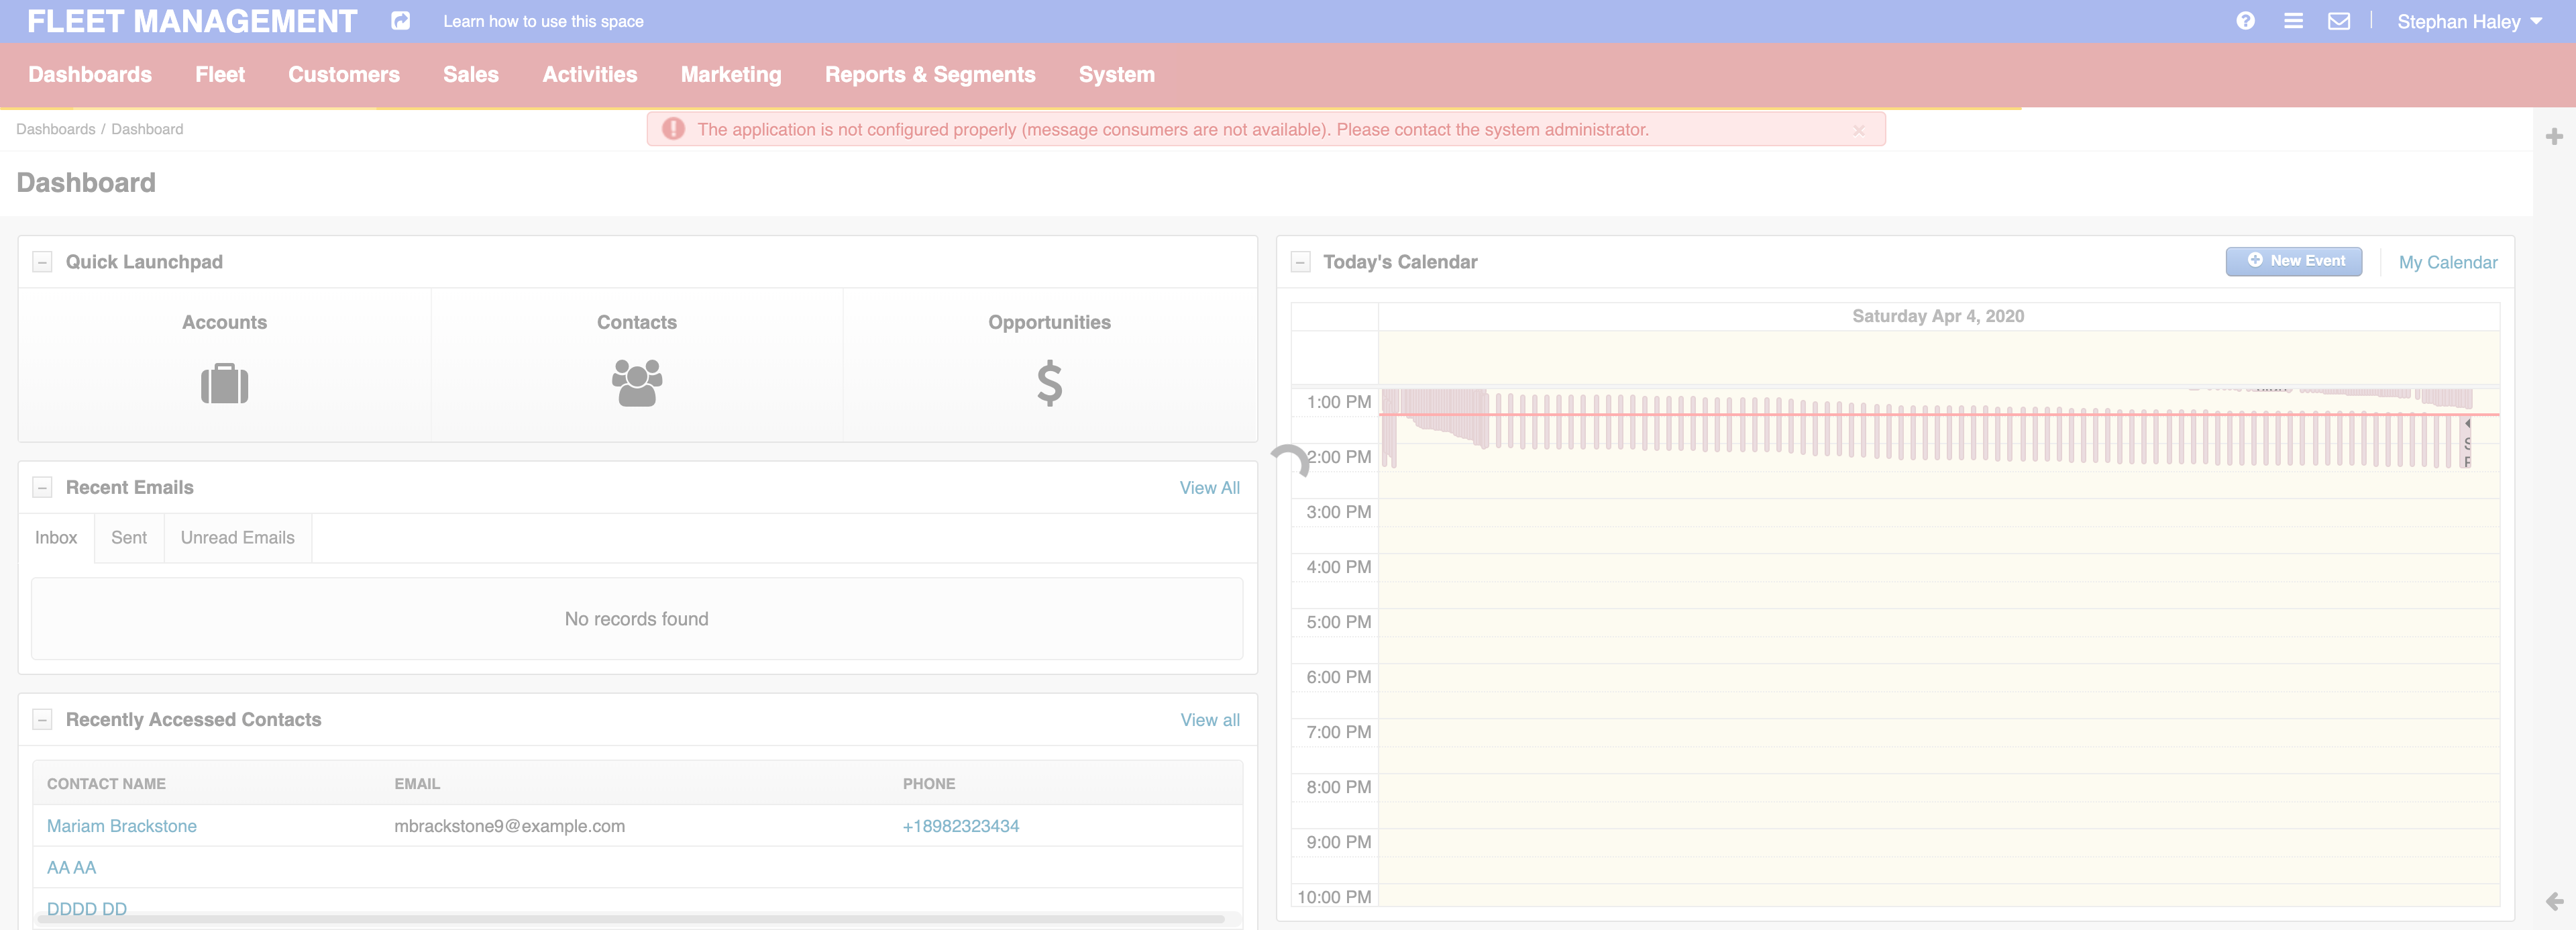 FLEET MANAGEMENT Learn how to use this space Stephan Haley
Dashboards Fleet Customers Sales Activities Marketing Reports & Segments System
Dashboards / Dashboard
The application is not configured properly (message consumers are not available). Please contact the system administrator.
Dashboard
Quick Launchpad
Accounts Contacts Opportunities
Recent Emails View All
Inbox Sent Unread Emails
No records found
Recently Accessed Contacts View all
CONTACT NAME EMAIL PHONE
Mariam Brackstone mbrackstone9@example.com +18982323434
AA AA
DDDD DD
Today's Calendar New Event My Calendar
Saturday Apr 4, 2020
1:00 PM
2:00 PM
3:00 PM
4:00 PM
5:00 PM
6:00 PM
7:00 PM
8:00 PM
9:00 PM
10:00 PM